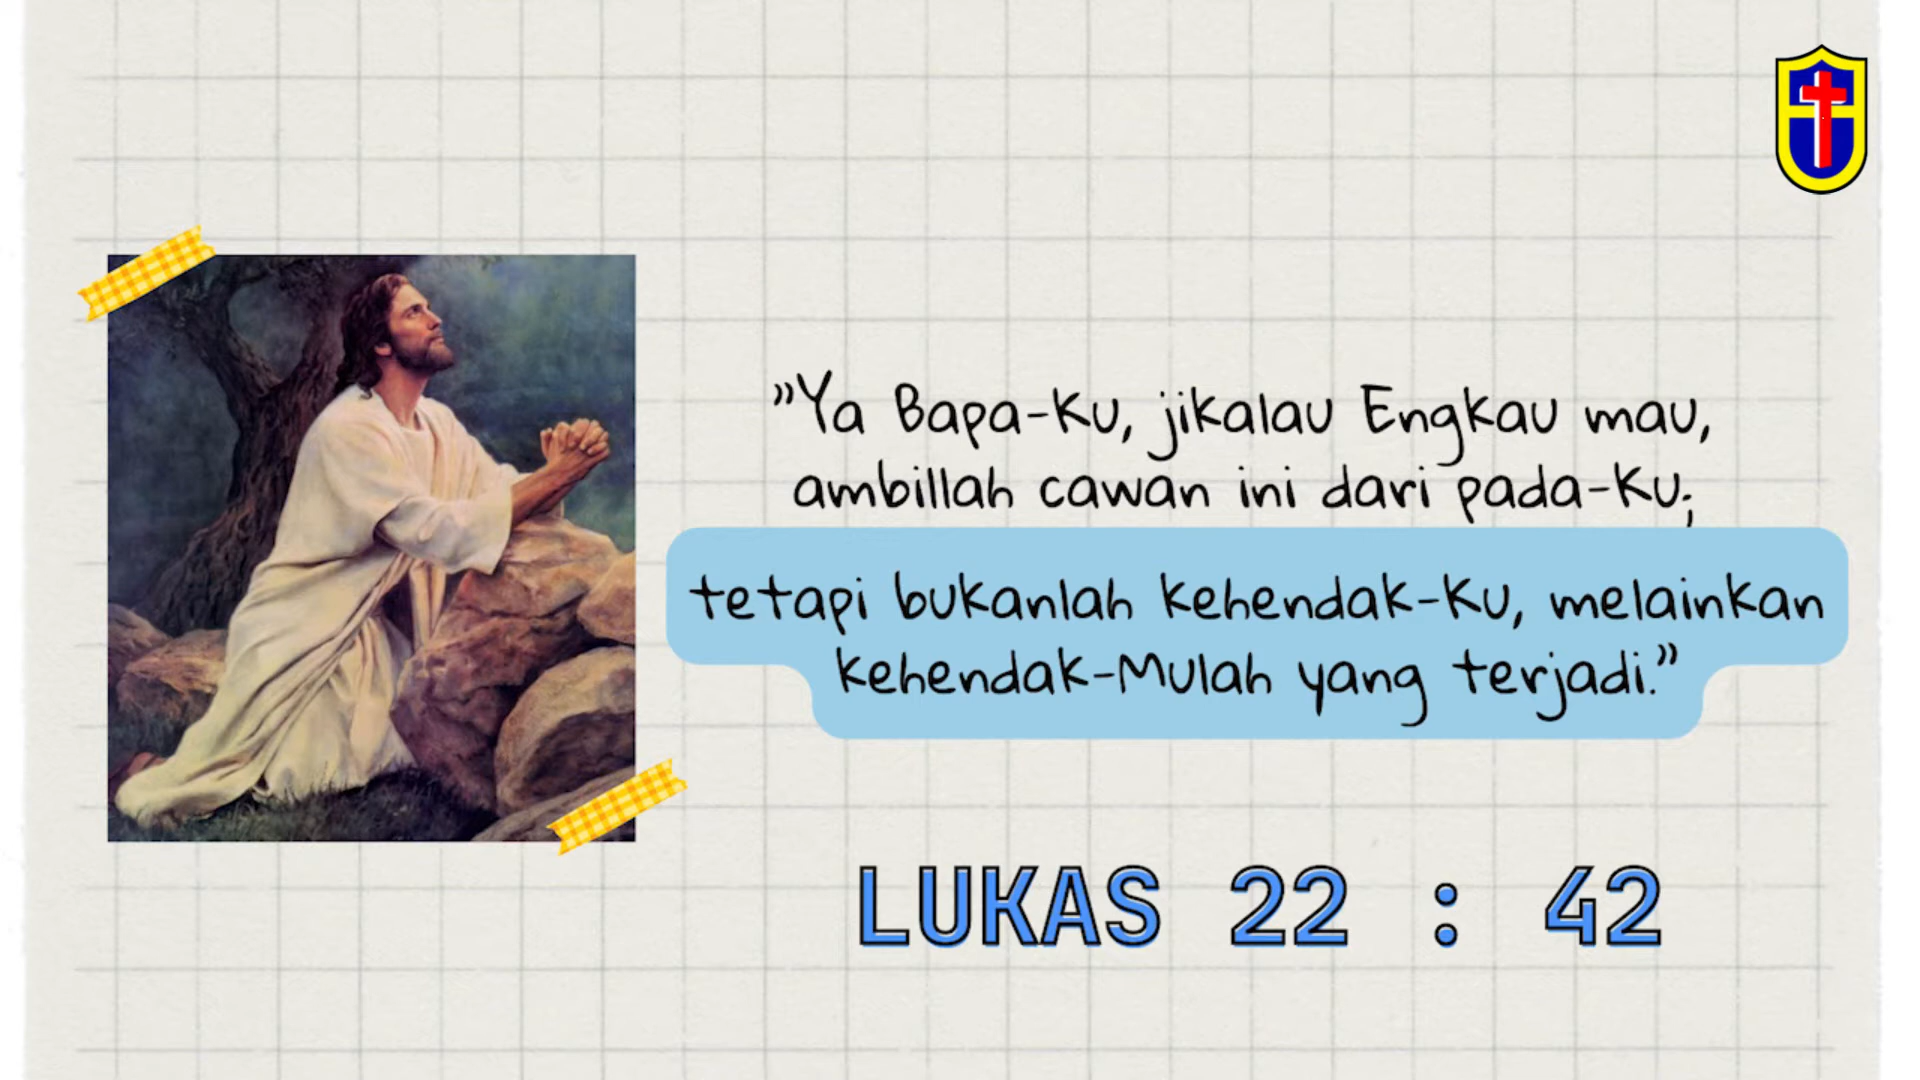 ”Ya Bapa-Ku, jikalau Engkau mau,
ambillah cawan ini dari pada-Ku;
tetapi bukanlah kehendak-Ku, melainkan
kehendak-Mulah yang terjadi.”
LUKAS 22 : 42